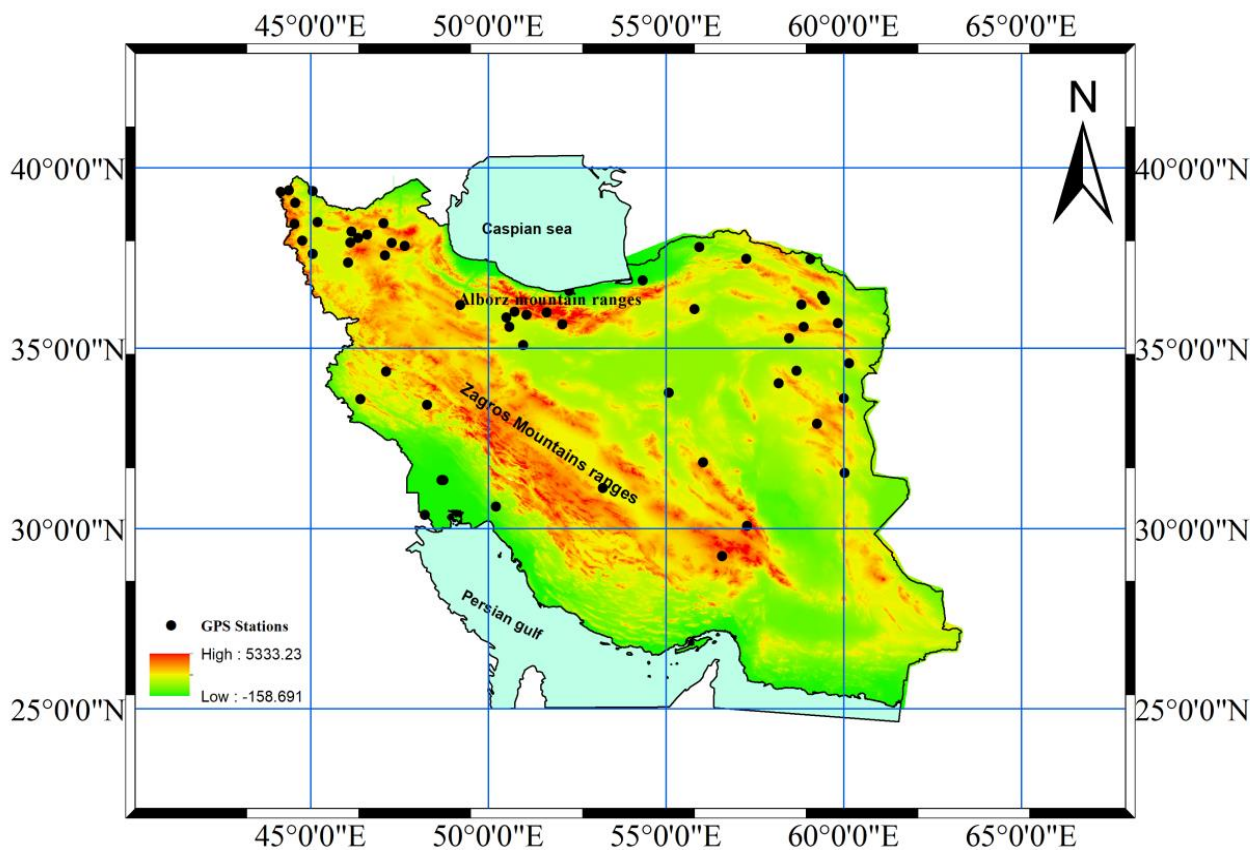 45°0'0"E 50°0'0"E 55°0'0"E 60°0'0"E 65°0'0"E
N
40°0'0"N 40°0'0"N
Caspian sea
Alborz mountain ranges
35°0'0"N 35°0'0"N
Zagros Mountains ranges
30°0'0"N 30°0'0"N
Persian gulf
GPS Stations
High : 5333.23
Low : -158.691
25°0'0"N 25°0'0"N
45°0'0"E 50°0'0"E 55°0'0"E 60°0'0"E 65°0'0"E